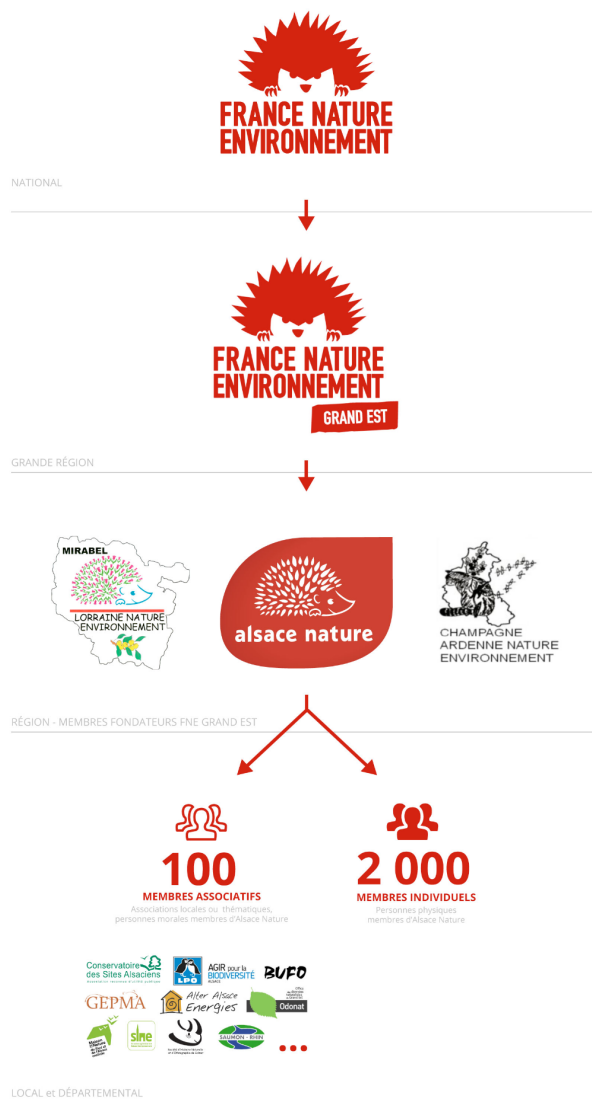 FRANCE NATURE
ENVIRONNEMENT
NATIONAL
FRANCE NATURE
ENVIRONNEMENT
GRAND EST
GRANDE RÉGION
MIRABEL
LORRAINE NATURE
ENVIRONNEMENT
alsace nature
CHAMPAGNE
ARDENNE NATURE
ENVIRONNEMENT
RÉGION - MEMBRES FONDATEURS FNE GRAND EST
100
MEMBRES ASSOCIATIFS
Associations locales ou thématiques,
personnes morales membres d'Alsace Nature
2 000
MEMBRES INDIVIDUELS
Personnes physiques
membres d'Alsace Nature
Conservatoire
des Sites Alsaciens
LPO
AGIR pour la
BIODIVERSITÉ
ALSACE
BUFO
GEPMA
Alter Alsace
Energies
Odonat
sine
SAUMON - RHIN
LOCAL et DÉPARTEMENTAL